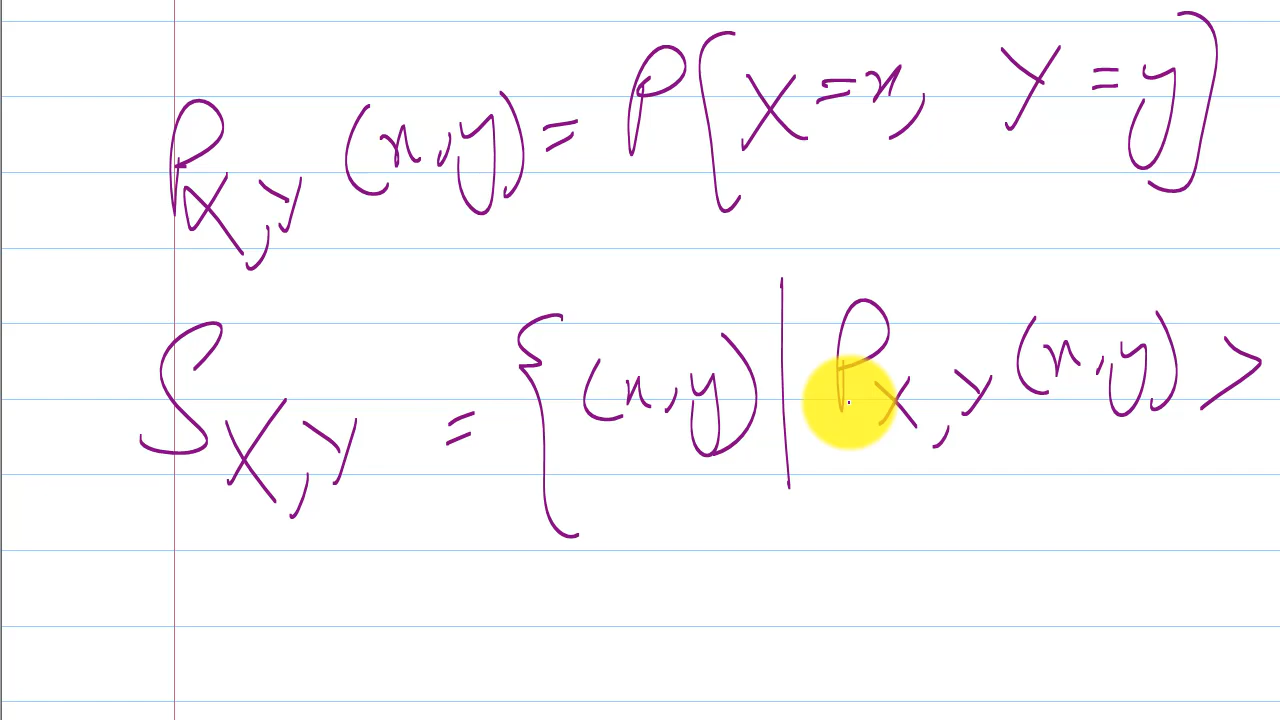 P_{X,Y} (x,y) = P[X=x, Y=y]
S_{X,Y} = {(x,y) | P_{X,Y} (x,y) >